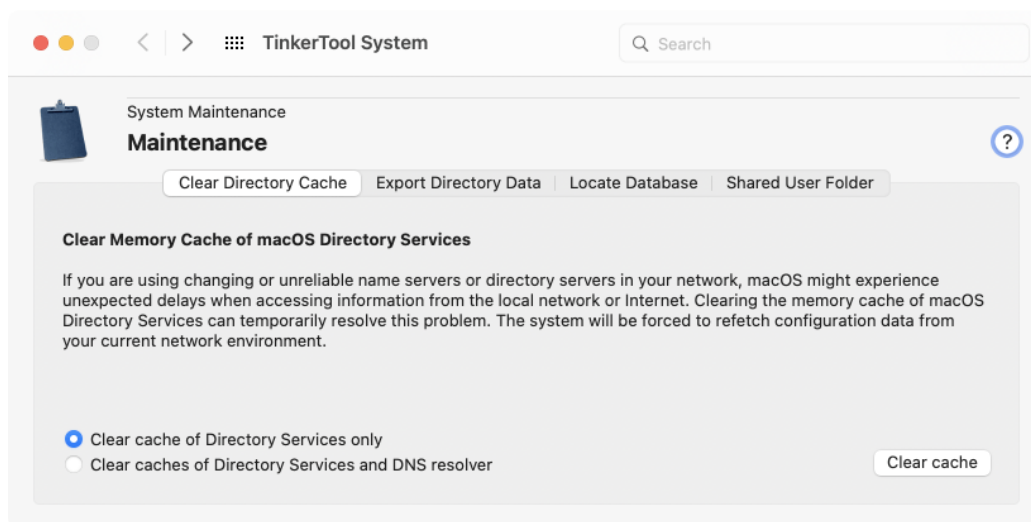 TinkerTool System
Search
System Maintenance
Maintenance
?
Clear Directory Cache
Export Directory Data
Locate Database
Shared User Folder
Clear Memory Cache of macOS Directory Services
If you are using changing or unreliable name servers or directory servers in your network, macOS might experience
unexpected delays when accessing information from the local network or Internet. Clearing the memory cache of macOS
Directory Services can temporarily resolve this problem. The system will be forced to refetch configuration data from
your current network environment.
Clear cache of Directory Services only
Clear caches of Directory Services and DNS resolver
Clear cache